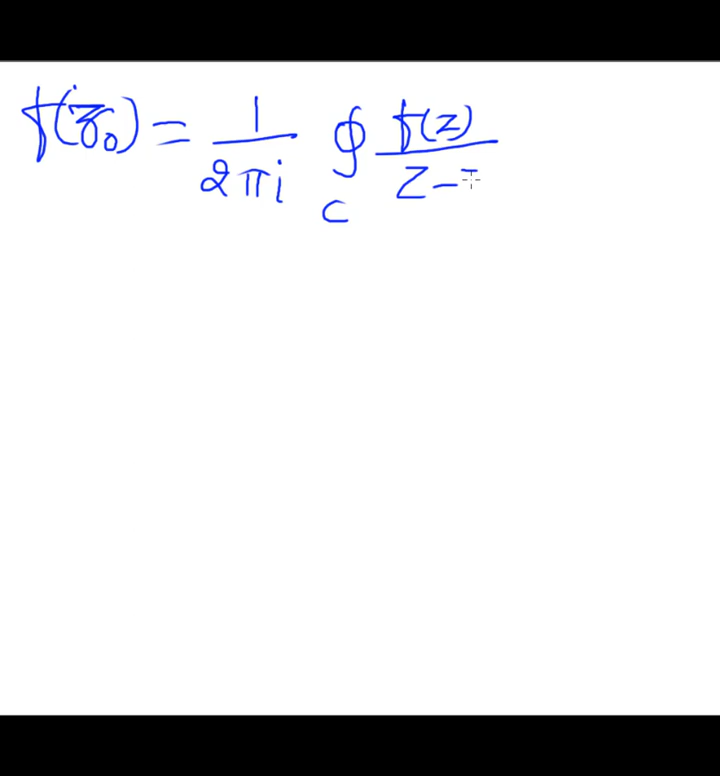 f(z₀) = 1/(2πi) ∮_C f(z)/(z-